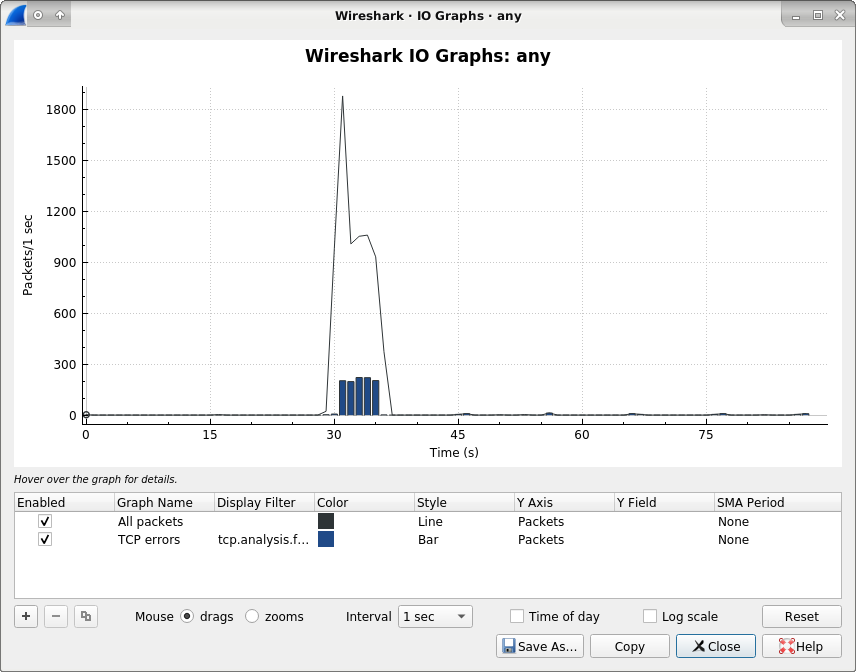 Wireshark · IO Graphs · any
Wireshark IO Graphs: any
Packets/1 sec
1800
1500
1200
900
600
300
0
0 15 30 45 60 75
Time (s)
Hover over the graph for details.
Enabled Graph Name Display Filter Color Style Y Axis Y Field SMA Period
All packets Line Packets None
TCP errors tcp.analysis.f... Bar Packets None
Mouse drags zooms Interval 1 sec Time of day Log scale Reset
Save As... Copy Close Help